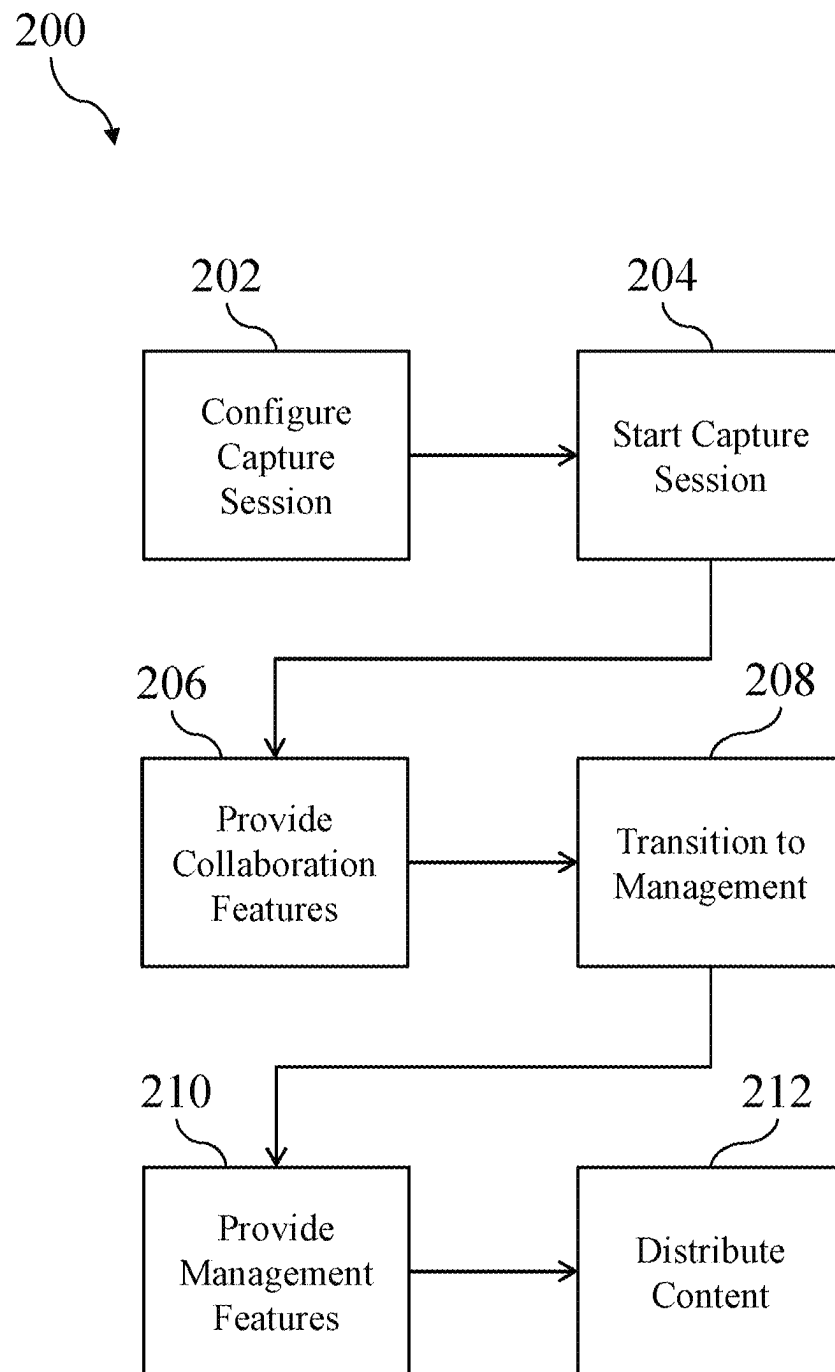 200
202
204
Configure
Capture
Session
Start Capture
Session
206
208
Provide
Collaboration
Features
Transition to
Management
210
212
Provide
Management
Features
Distribute
Content